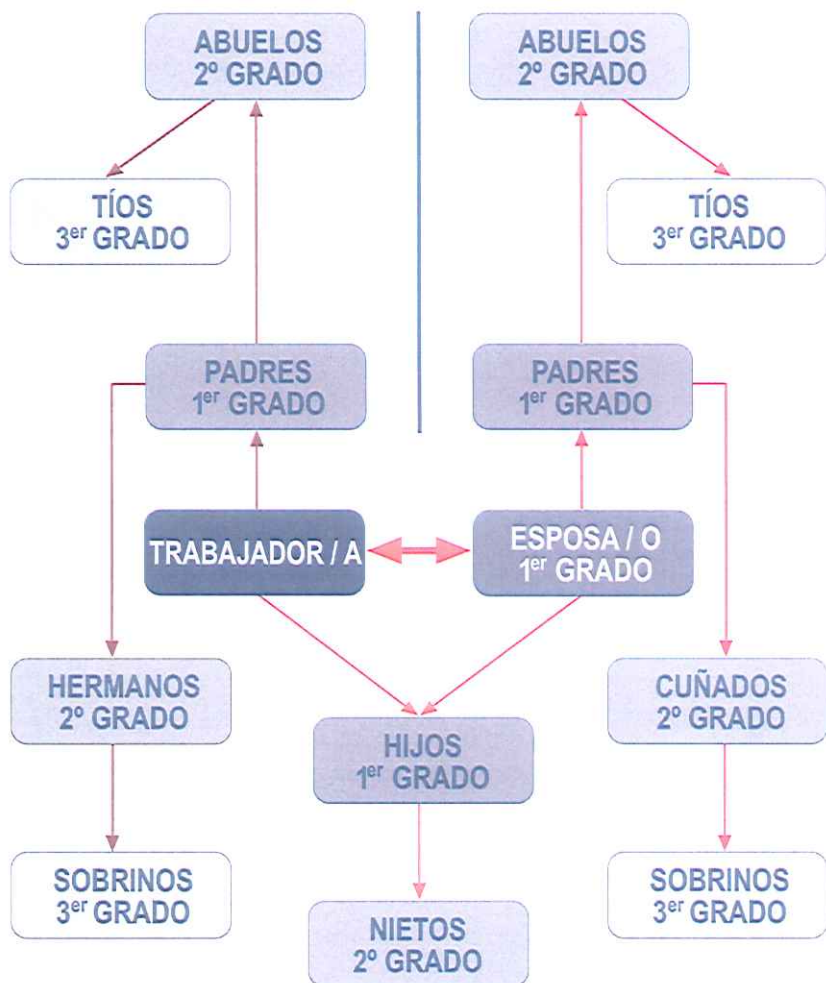 ABUELOS
2º GRADO
ABUELOS
2º GRADO
TÍOS
3er GRADO
TÍOS
3er GRADO
PADRES
1er GRADO
PADRES
1er GRADO
TRABAJADOR / A
ESPOSA / O
1er GRADO
HERMANOS
2º GRADO
CUÑADOS
2º GRADO
HIJOS
1er GRADO
SOBRINOS
3er GRADO
SOBRINOS
3er GRADO
NIETOS
2º GRADO